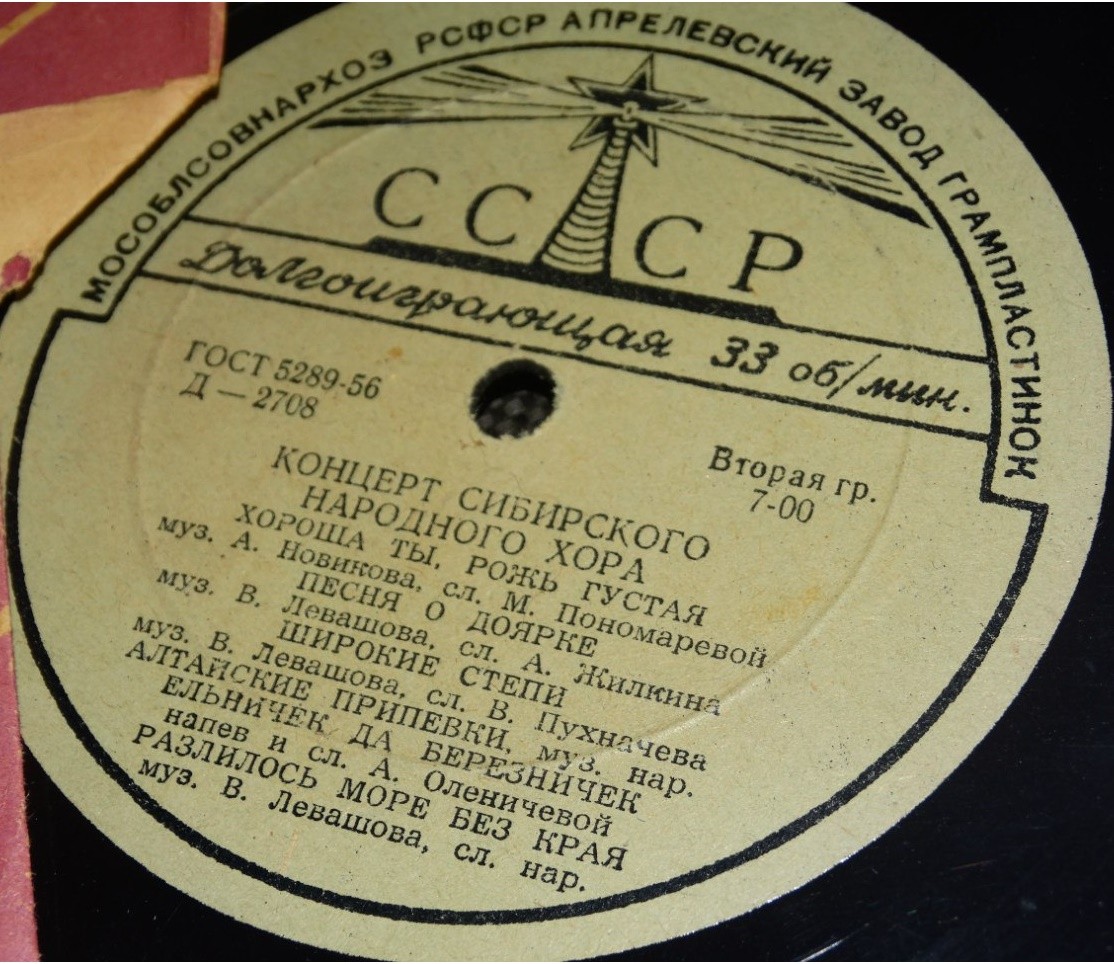 МОСОБЛСОВНАРХОЗ РСФСР АПРЕЛЕВСКИЙ ЗАВОД ГРАМПЛАСТИНОК
СССР
Долгоиграющая 33 об/мин.
ГОСТ 5289-56
Д — 2708
Вторая гр.
7-00
КОНЦЕРТ СИБИРСКОГО
НАРОДНОГО ХОРА
ХОРОША ТЫ, РОЖЬ ГУСТАЯ
муз. А. Новикова, сл. М. Пономаревой
ПЕСНЯ О ДОЯРКЕ
муз. В. Левашова, сл. А. Жилкина
ШИРОКИЕ СТЕПИ
муз. В. Левашова, сл. В. Пухначева
АЛТАЙСКИЕ ПРИПЕВКИ, муз. нар.
ЕЛЬНИЧЕК ДА БЕРЕЗНИЧЕК
напев и сл. А. Оленичевой
РАЗЛИЛОСЬ МОРЕ БЕЗ КРАЯ
муз. В. Левашова, сл. нар.